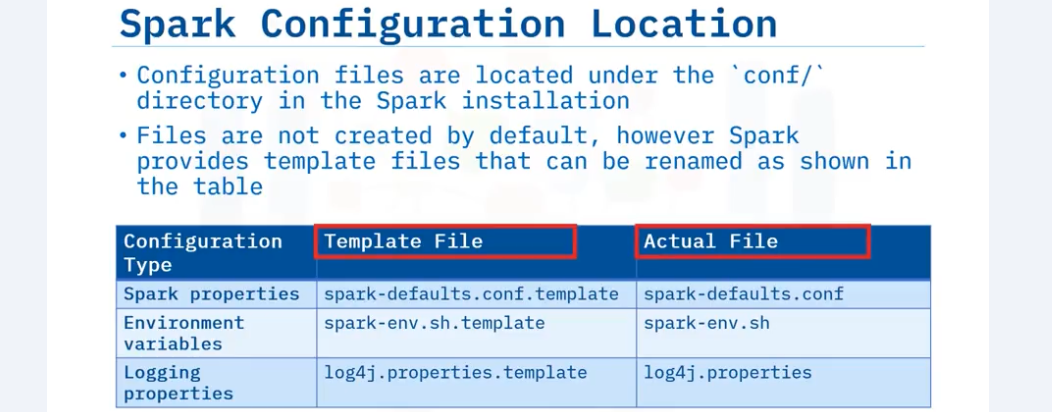 Spark Configuration Location
• Configuration files are located under the `conf/`
directory in the Spark installation
• Files are not created by default, however Spark
provides template files that can be renamed as shown in
the table
Configuration Type | Template File | Actual File
Spark properties | spark-defaults.conf.template | spark-defaults.conf
Environment variables | spark-env.sh.template | spark-env.sh
Logging properties | log4j.properties.template | log4j.properties